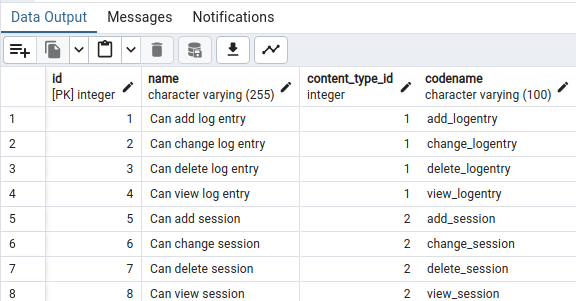 Data Output Messages Notifications
id name content_type_id codename
[PK] integer character varying (255) integer character varying (100)
1 1 Can add log entry 1 add_logentry
2 2 Can change log entry 1 change_logentry
3 3 Can delete log entry 1 delete_logentry
4 4 Can view log entry 1 view_logentry
5 5 Can add session 2 add_session
6 6 Can change session 2 change_session
7 7 Can delete session 2 delete_session
8 8 Can view session 2 view_session